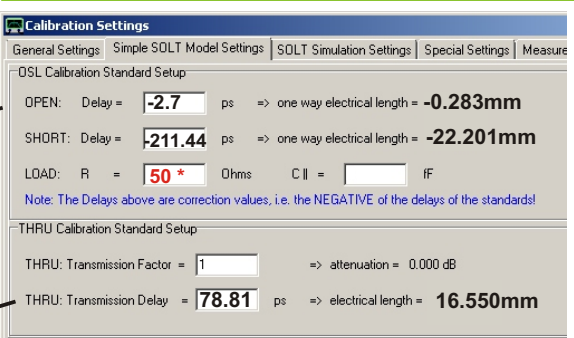 Calibration Settings
General Settings Simple SOLT Model Settings SOLT Simulation Settings Special Settings Measure
OSL Calibration Standard Setup
OPEN: Delay = -2.7 ps => one way electrical length = -0.283mm
SHORT: Delay = -211.44 ps => one way electrical length = -22.201mm
LOAD: R = 50 * Ohms C || = fF
Note: The Delays above are correction values, i.e. the NEGATIVE of the delays of the standards!
THRU Calibration Standard Setup
THRU: Transmission Factor = 1 => attenuation = 0.000 dB
THRU: Transmission Delay = 78.81 ps => electrical length = 16.550mm